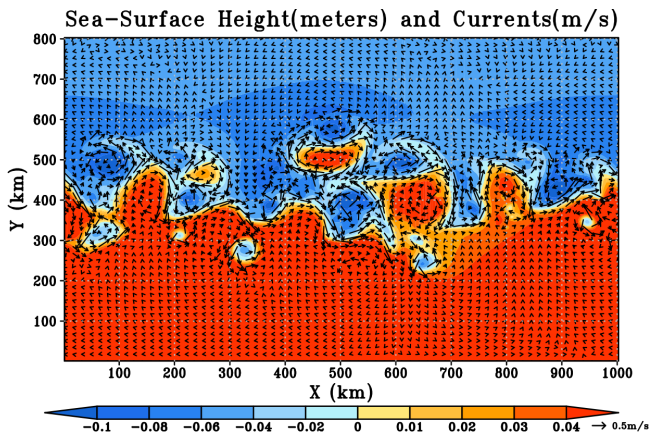 Sea-Surface Height(meters) and Currents(m/s)
800
700
600
500
400
300
200
100
Y (km)
100 200 300 400 500 600 700 800 900 1000
X (km)
-0.1 -0.08 -0.06 -0.04 -0.02 0 0.01 0.02 0.03 0.04
0.5m/s